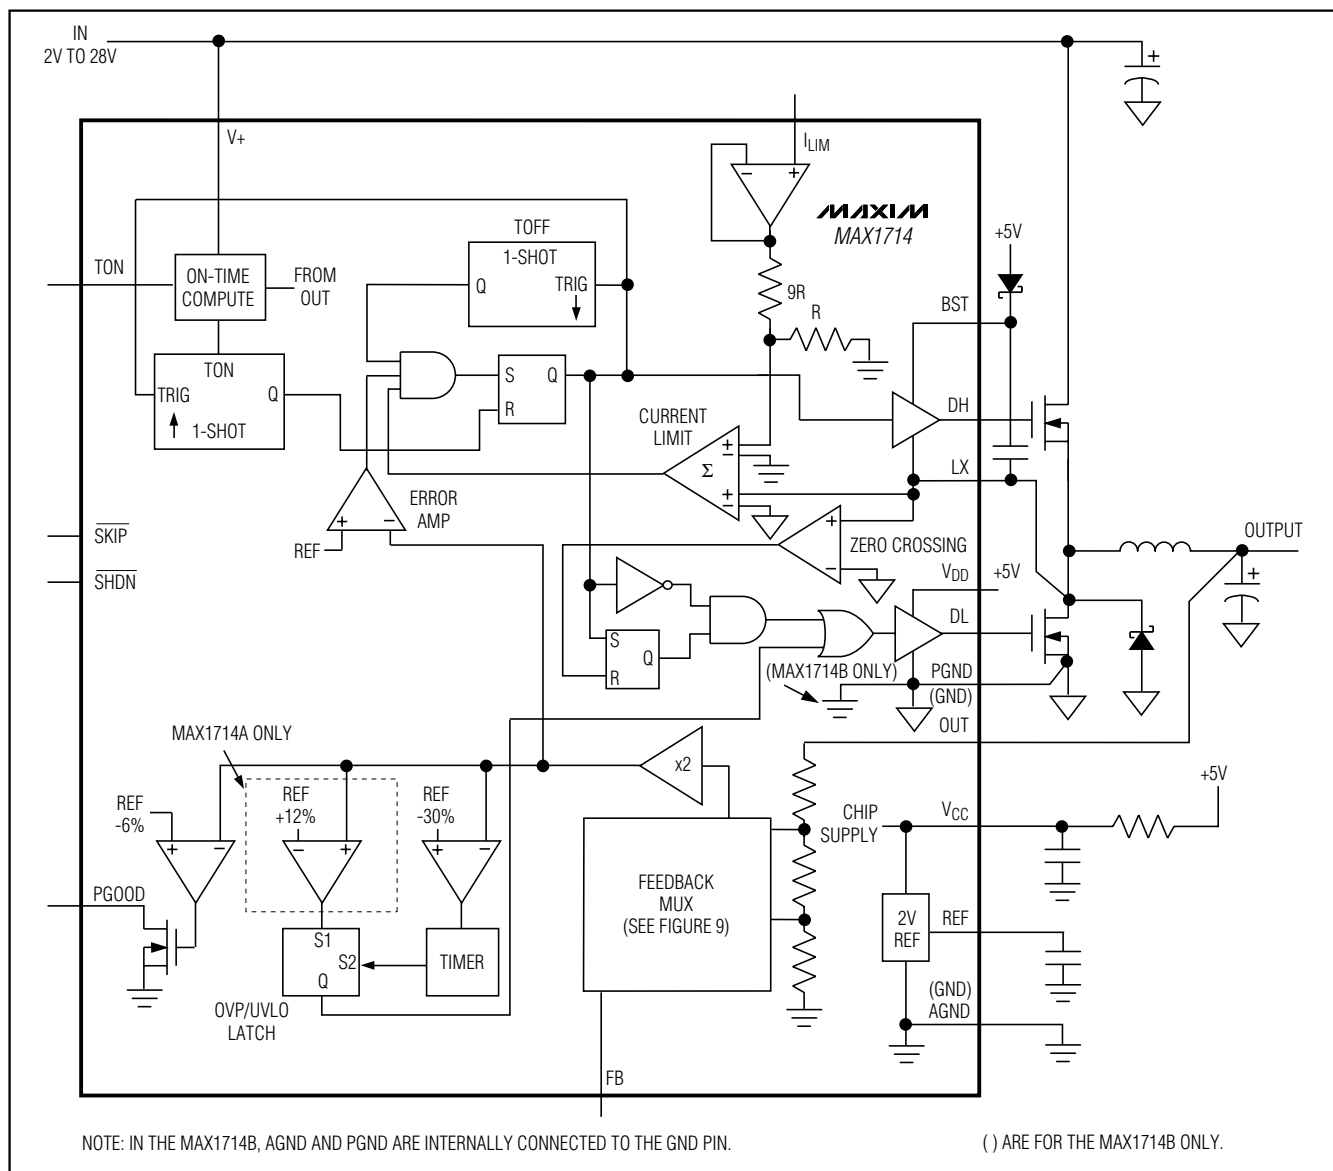 IN
2V TO 28V
+
V+
ILIM
- +
MAXIM
MAX1714
TOFF
1-SHOT
Q TRIG
+5V
TON
ON-TIME
COMPUTE
FROM
OUT
9R
R
BST
TON
TRIG Q
1-SHOT
S Q
R
DH
CURRENT
LIMIT
+
-
Σ
+
-
LX
ERROR
AMP
+ -
REF
SKIP
SHDN
+
-
ZERO CROSSING
OUTPUT
+
VDD
+5V
DL
S
Q
R
(MAX1714B ONLY)
PGND
(GND)
OUT
MAX1714A ONLY
x2
REF
-6%
REF
+12%
REF
-30%
+ -
- +
+ -
+5V
CHIP
SUPPLY
VCC
PGOOD
FEEDBACK
MUX
(SEE FIGURE 9)
2V
REF
REF
S1
S2
Q
TIMER
OVP/UVLO
LATCH
(GND)
AGND
FB
NOTE: IN THE MAX1714B, AGND AND PGND ARE INTERNALLY CONNECTED TO THE GND PIN.
( ) ARE FOR THE MAX1714B ONLY.